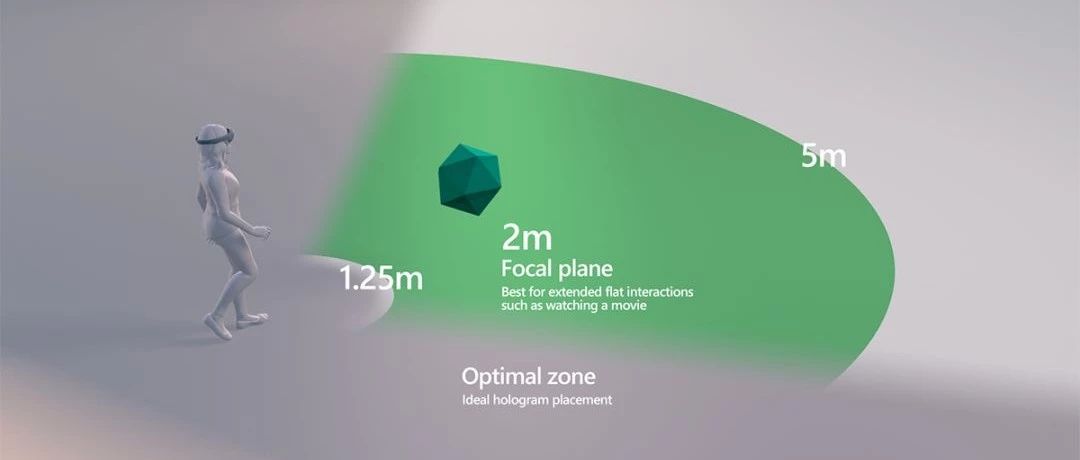 5m
2m
Focal plane
1.25m
Best for extended flat interactions
such as watching a movie
Optimal zone
Ideal hologram placement